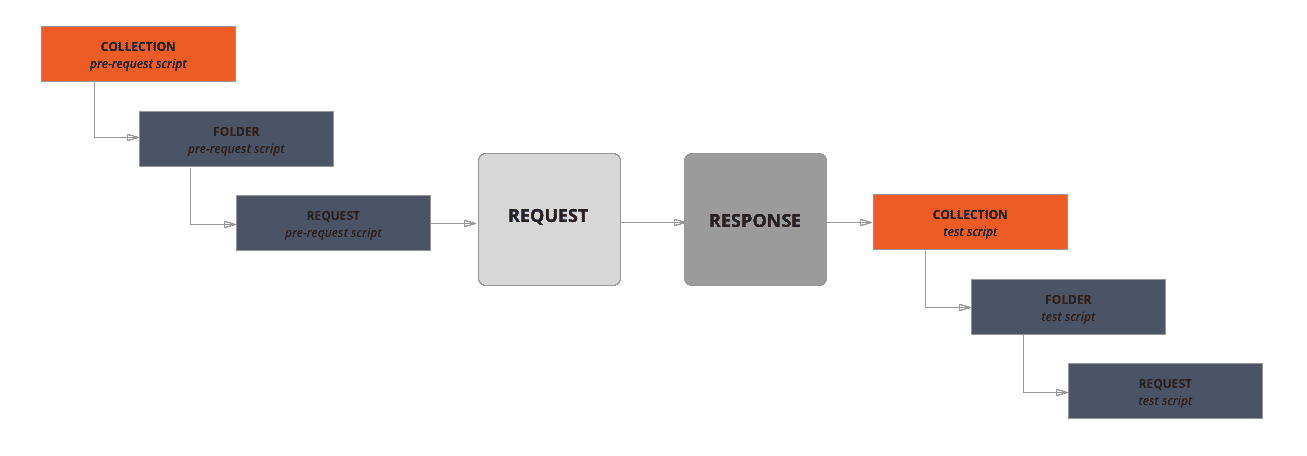 COLLECTION
pre-request script
FOLDER
pre-request script
REQUEST
pre-request script
REQUEST
RESPONSE
COLLECTION
test script
FOLDER
test script
REQUEST
test script